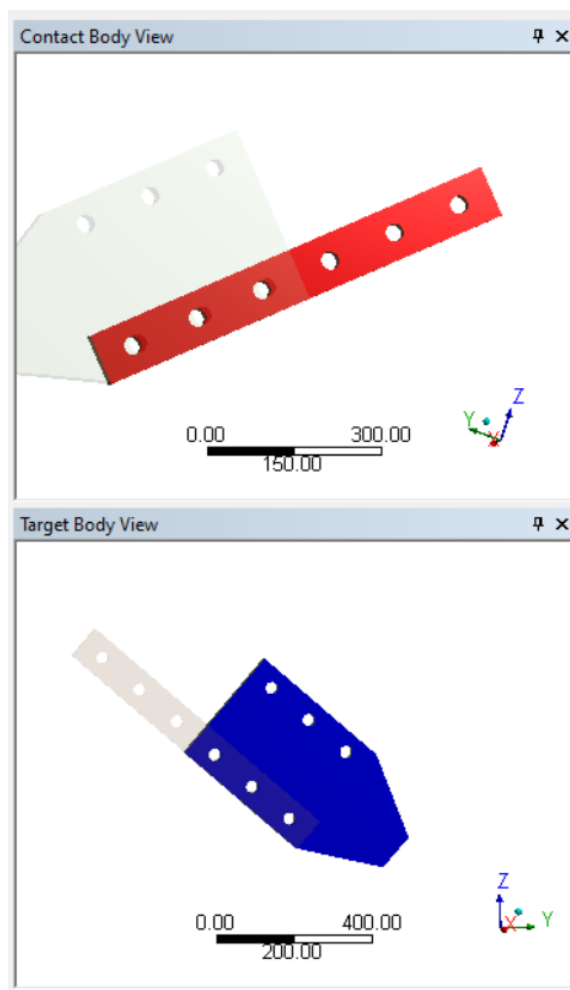 Contact Body View
Z
Y
X
0.00 300.00
150.00
Target Body View
Z
X Y
0.00 400.00
200.00